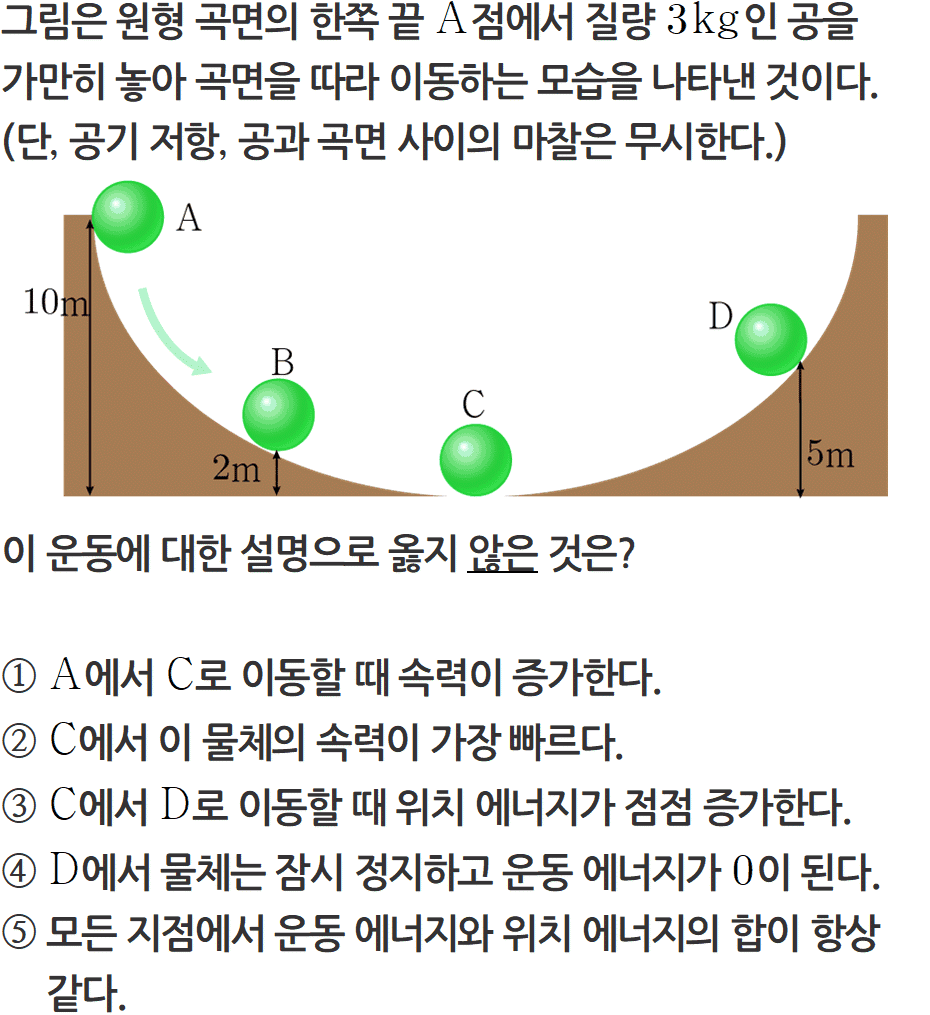 그림은 원형 곡면의 한쪽 끝 A점에서 질량 3kg인 공을
가만히 놓아 곡면을 따라 이동하는 모습을 나타낸 것이다.
(단, 공기 저항, 공과 곡면 사이의 마찰은 무시한다.)
A
10m
D
B
C
2m
5m
이 운동에 대한 설명으로 옳지 않은 것은?
① A에서 C로 이동할 때 속력이 증가한다.
② C에서 이 물체의 속력이 가장 빠르다.
③ C에서 D로 이동할 때 위치 에너지가 점점 증가한다.
④ D에서 물체는 잠시 정지하고 운동 에너지가 0이 된다.
⑤ 모든 지점에서 운동 에너지와 위치 에너지의 합이 항상
같다.